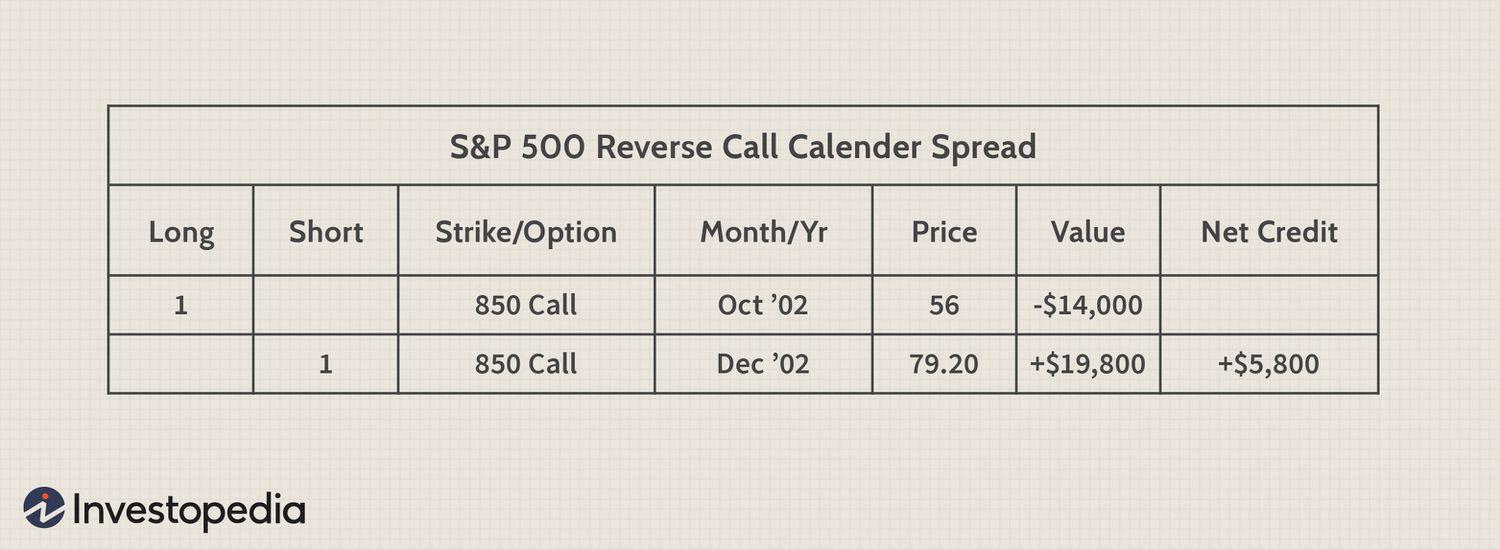 S&P 500 Reverse Call Calender Spread
Long Short Strike/Option Month/Yr Price Value Net Credit
1 850 Call Oct ’02 56 -$14,000
1 850 Call Dec ’02 79.20 +$19,800 +$5,800
Investopedia